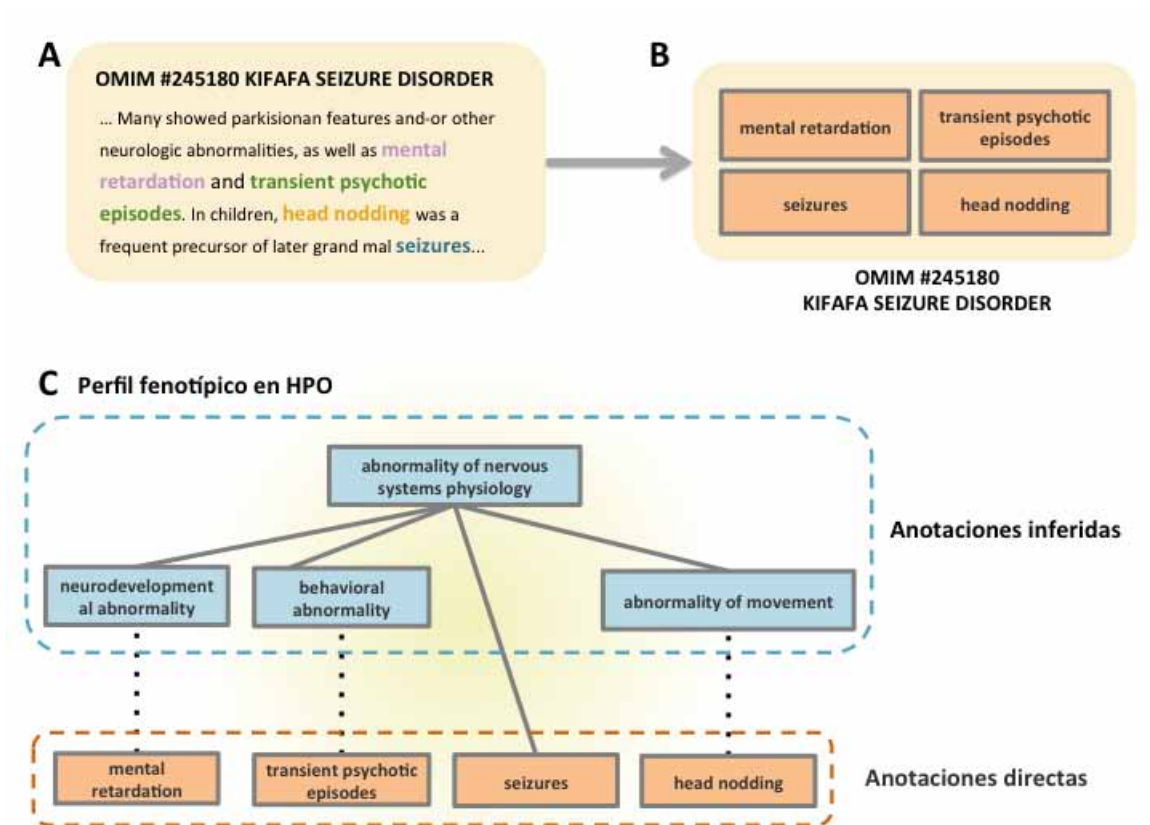 A
OMIM #245180 KIFAFA SEIZURE DISORDER
... Many showed parkisionan features and-or other
neurologic abnormalities, as well as mental
retardation and transient psychotic
episodes. In children, head nodding was a
frequent precursor of later grand mal seizures...
B
mental retardation
transient psychotic
episodes
seizures
head nodding
OMIM #245180
KIFAFA SEIZURE DISORDER
C Perfil fenotípico en HPO
abnormality of nervous
systems physiology
neurodevelopment
al abnormality
behavioral
abnormality
abnormality of movement
Anotaciones inferidas
mental
retardation
transient psychotic
episodes
seizures
head nodding
Anotaciones directas